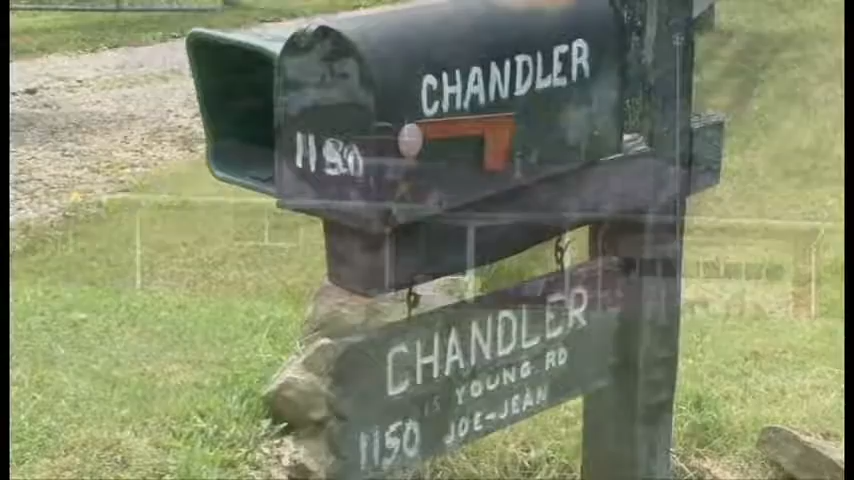 CHANDLER
1150
CHANDLER
YOUNG RD
1150 JOE-JEAN